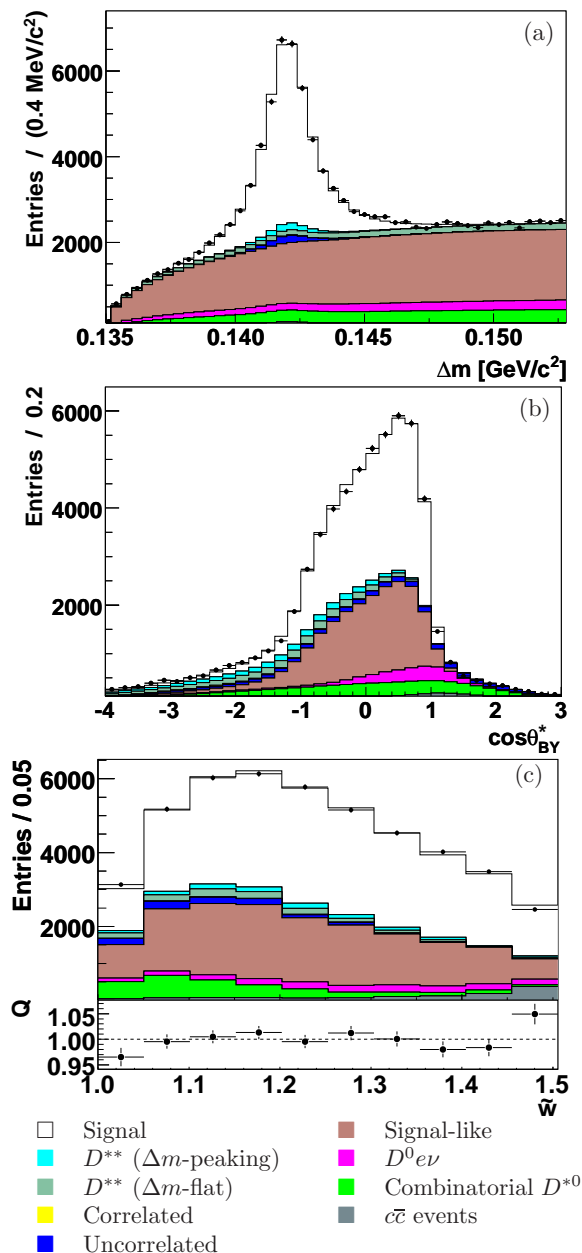 (a)
Entries / (0.4 MeV/c²)
6000
4000
2000
0.135 0.140 0.145 0.150
Δm [GeV/c²]
(b)
Entries / 0.2
6000
4000
2000
-4 -3 -2 -1 0 1 2 3
cosθ*BY
(c)
Entries / 0.05
6000
4000
2000
Q
1.05
1.00
0.95
1.0 1.1 1.2 1.3 1.4 1.5
w̃
Signal
Signal-like
D** (Δm-peaking)
D⁰eν
D** (Δm-flat)
Combinatorial D*⁰
Correlated
cc̅ events
Uncorrelated